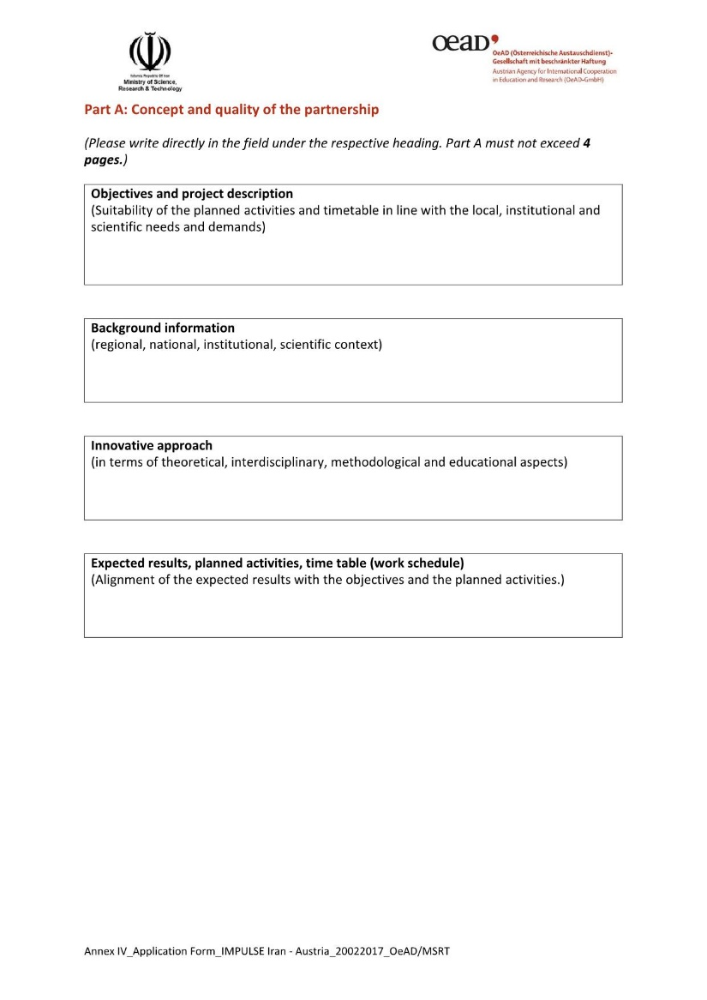 Islamic Republic Of Iran
Ministry of Science,
Research & Technology
OeAD
OeAD (Österreichische Austauschdienst)-
Gesellschaft mit beschränkter Haftung
Austrian Agency for International Cooperation
in Education and Research (OeAD-GmbH)
Part A: Concept and quality of the partnership
(Please write directly in the field under the respective heading. Part A must not exceed 4
pages.)
Objectives and project description
(Suitability of the planned activities and timetable in line with the local, institutional and
scientific needs and demands)
Background information
(regional, national, institutional, scientific context)
Innovative approach
(in terms of theoretical, interdisciplinary, methodological and educational aspects)
Expected results, planned activities, time table (work schedule)
(Alignment of the expected results with the objectives and the planned activities.)
Annex IV_Application Form_IMPULSE Iran - Austria_20022017_OeAD/MSRT